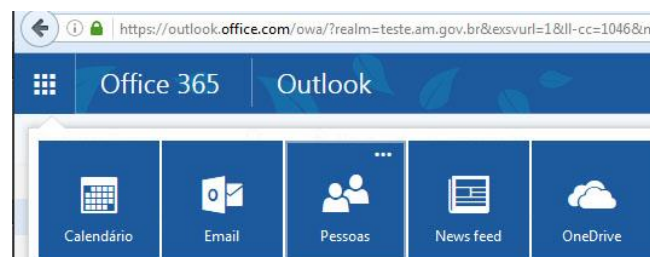 https://outlook.office.com/owa/?realm=teste.am.gov.br&exsvurl=1&ll-cc=1046&n
Office 365 Outlook
Calendário Email Pessoas News feed OneDrive